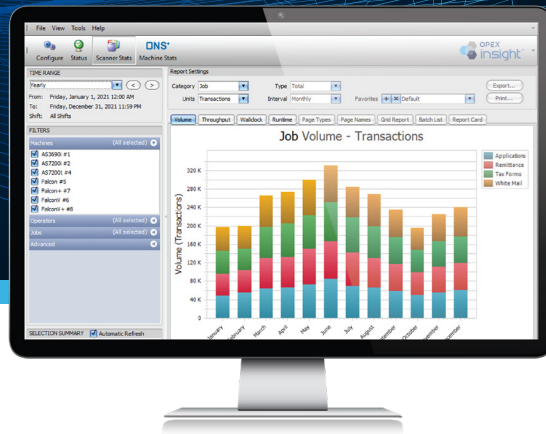 File View Tools Help
Configure Status Scanner Stats Machine Stats
ONS+
OPEX
insight
TIME RANGE
Yearly
< >
From: Friday, January 1, 2021 12:00 AM
To: Friday, December 31, 2021 11:59 PM
Shift: All Shifts
FILTERS
Machines (All selected)
AS3690i #1
AS7200i #2
AS7200i #4
Falcon #5
Falcon+ #7
FalconV #6
FalconV+ #8
Operators (All selected)
Jobs (All selected)
Advanced
SELECTION SUMMARY Automatic Refresh
Report Settings
Category Job Type Total Export...
Units Transactions Interval Monthly Favorites Default Print...
Volume Throughput Wallclock Runtime Page Types Page Names Grid Report Batch List Report Card
Job Volume - Transactions
Applications
Remittance
Tax Forms
White Mail
Volume (Transactions)
320 K
280 K
240 K
200 K
160 K
120 K
80 K
40 K
0
January February March April May June July August September October November December